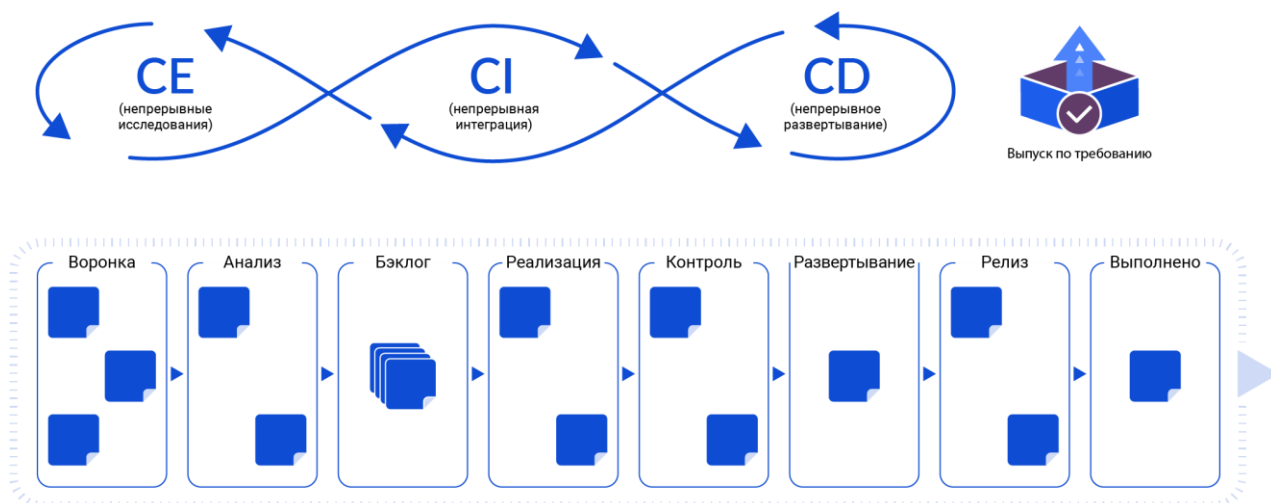 CE
(непрерывные
исследования)
CI
(непрерывная
интеграция)
CD
(непрерывное
развертывание)
Выпуск по требованию
Воронка
Анализ
Бэклог
Реализация
Контроль
Развертывание
Релиз
Выполнено